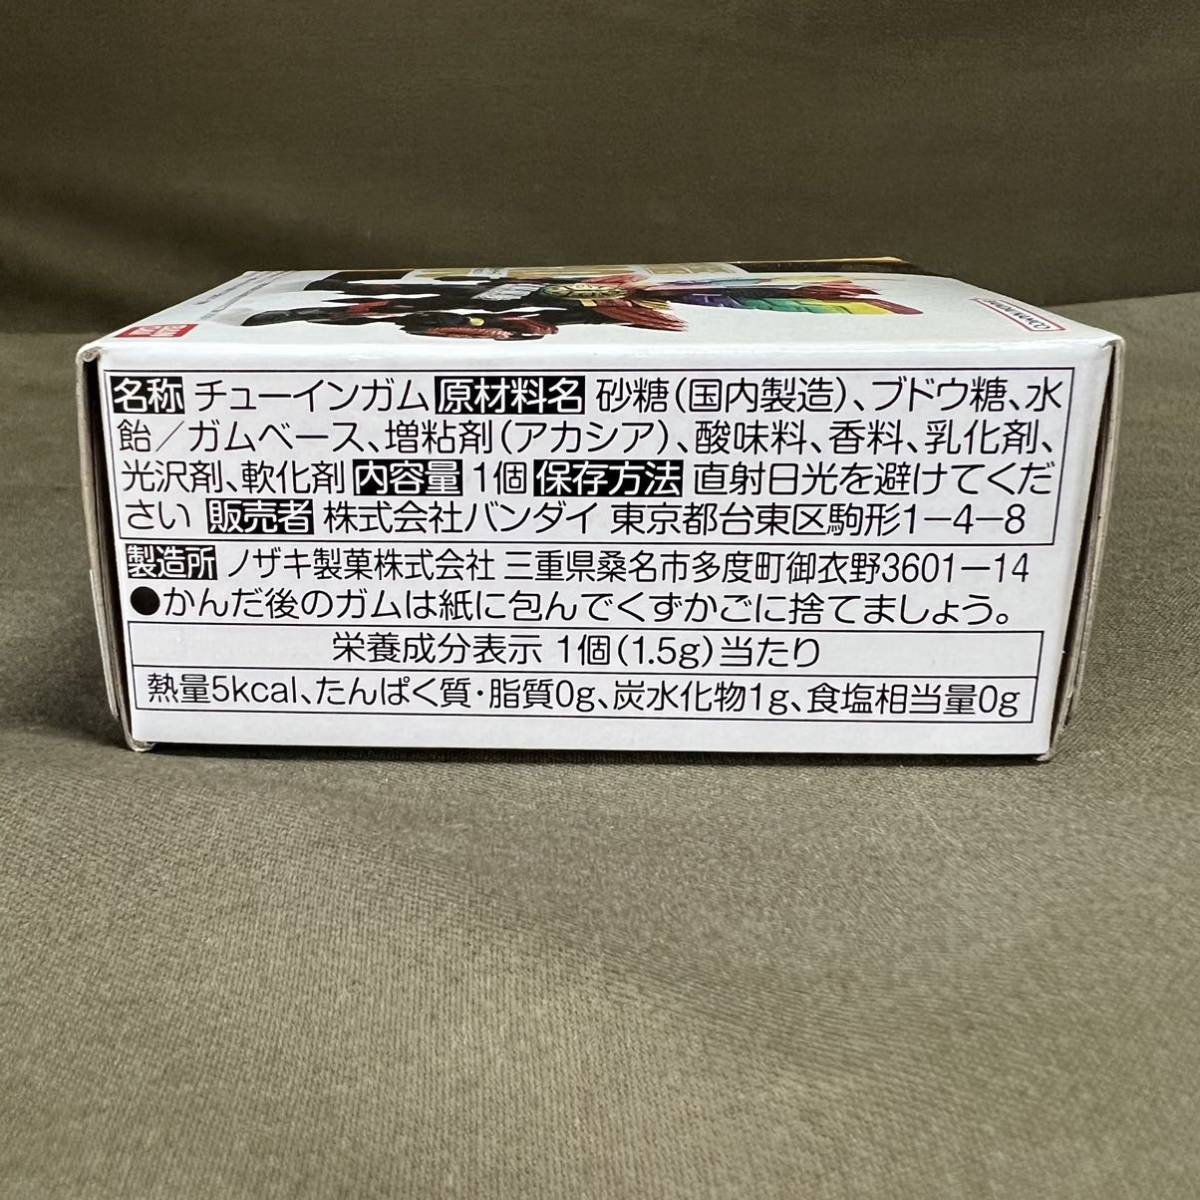 名称 チューインガム 原材料名 砂糖(国内製造)、ブドウ糖、水
飴／ガムベース、増粘剤(アカシア)、酸味料、香料、乳化剤、
光沢剤、軟化剤 内容量 1個 保存方法 直射日光を避けてくだ
さい 販売者 株式会社バンダイ 東京都台東区駒形1−4−8
製造所 ノザキ製菓株式会社 三重県桑名市多度町御衣野3601−14
●かんだ後のガムは紙に包んでくずかごに捨てましょう。
栄養成分表示 1個(1.5g)当たり
熱量5kcal、たんぱく質・脂質0g、炭水化物1g、食塩相当量0g